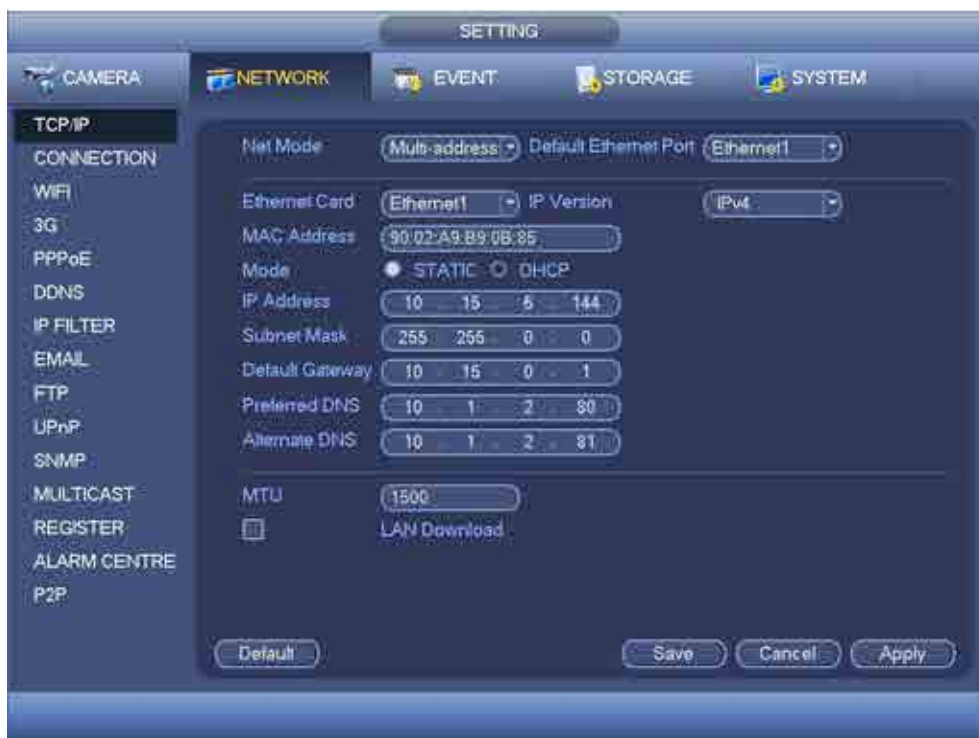 SETTING
CAMERA NETWORK EVENT STORAGE SYSTEM
TCP/IP
CONNECTION
WIFI
3G
PPPoE
DDNS
IP FILTER
EMAIL
FTP
UPnP
SNMP
MULTICAST
REGISTER
ALARM CENTRE
P2P
Net Mode Multi-address Default Ethernet Port Ethernet1
Ethernet Card Ethernet1 IP Version IPv4
MAC Address 90:02:A9:B9:0B:85
Mode STATIC DHCP
IP Address 10 . 15 . 6 . 144
Subnet Mask 255 . 255 . 0 . 0
Default Gateway 10 . 15 . 0 . 1
Preferred DNS 10 . 1 . 2 . 80
Alternate DNS 10 . 1 . 2 . 81
MTU 1500
LAN Download
Default Save Cancel Apply